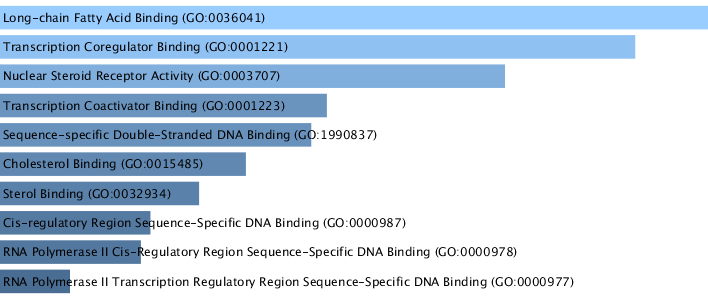 Long-chain Fatty Acid Binding (GO:0036041)
Transcription Coregulator Binding (GO:0001221)
Nuclear Steroid Receptor Activity (GO:0003707)
Transcription Coactivator Binding (GO:0001223)
Sequence-specific Double-Stranded DNA Binding (GO:1990837)
Cholesterol Binding (GO:0015485)
Sterol Binding (GO:0032934)
Cis-regulatory Region Sequence-Specific DNA Binding (GO:0000987)
RNA Polymerase II Cis-Regulatory Region Sequence-Specific DNA Binding (GO:0000978)
RNA Polymerase II Transcription Regulatory Region Sequence-Specific DNA Binding (GO:0000977)